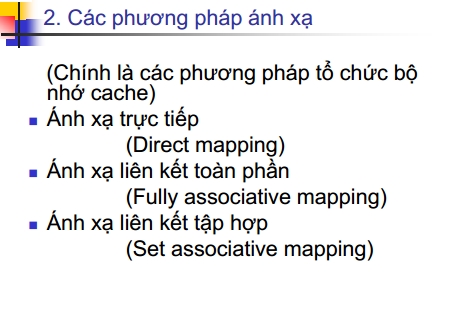 2. Các phương pháp ánh xạ
(Chính là các phương pháp tổ chức bộ
nhớ cache)
Ánh xạ trực tiếp
(Direct mapping)
Ánh xạ liên kết toàn phần
(Fully associative mapping)
Ánh xạ liên kết tập hợp
(Set associative mapping)